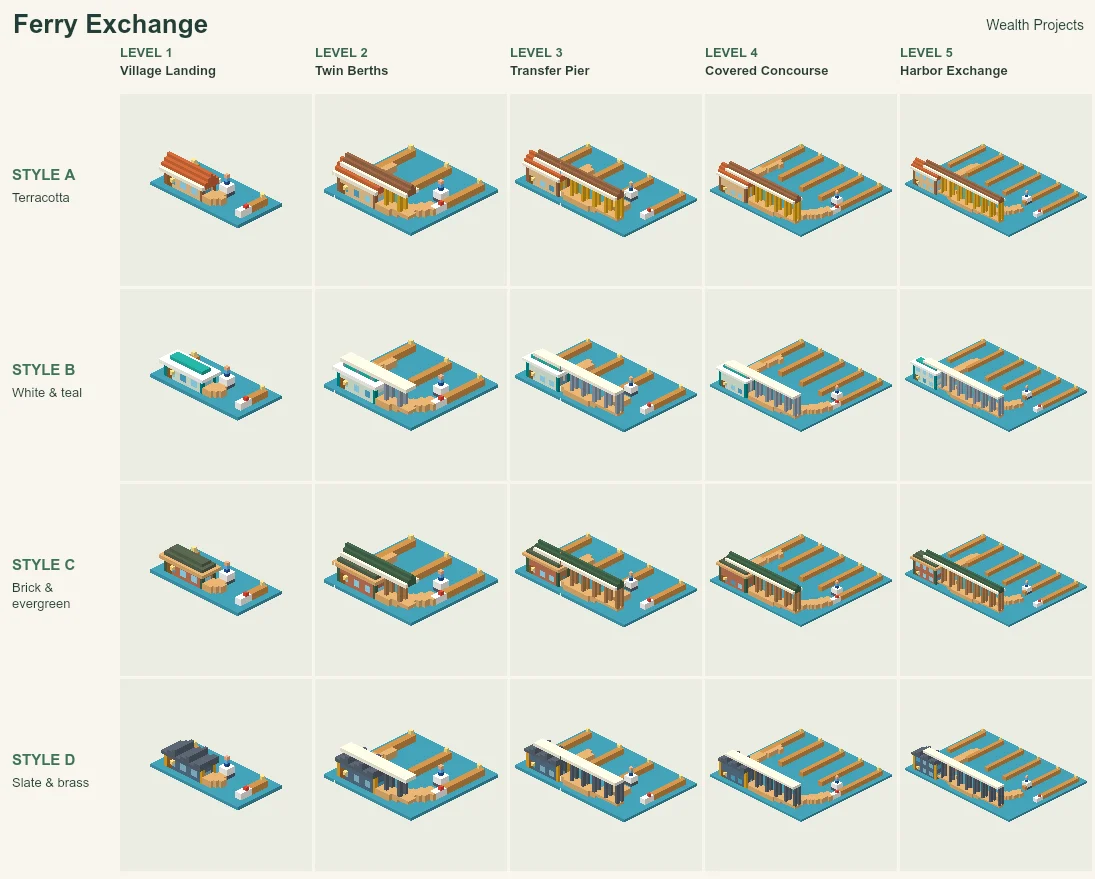 Ferry Exchange
Wealth Projects
LEVEL 1
Village Landing
LEVEL 2
Twin Berths
LEVEL 3
Transfer Pier
LEVEL 4
Covered Concourse
LEVEL 5
Harbor Exchange
STYLE A
Terracotta
STYLE B
White & teal
STYLE C
Brick &
evergreen
STYLE D
Slate & brass